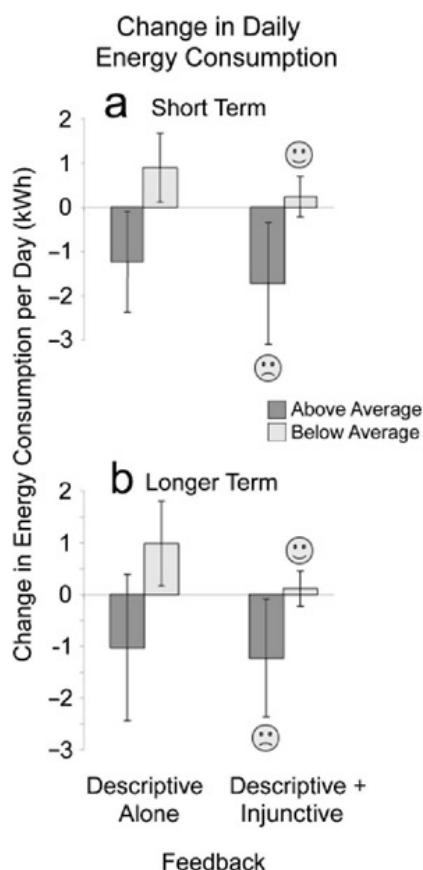 Change in Daily
Energy Consumption
a Short Term
2
1
0
−1
−2
−3
Above Average
Below Average
Change in Energy Consumption per Day (kWh)
b Longer Term
2
1
0
−1
−2
−3
Descriptive Alone
Descriptive + Injunctive
Feedback